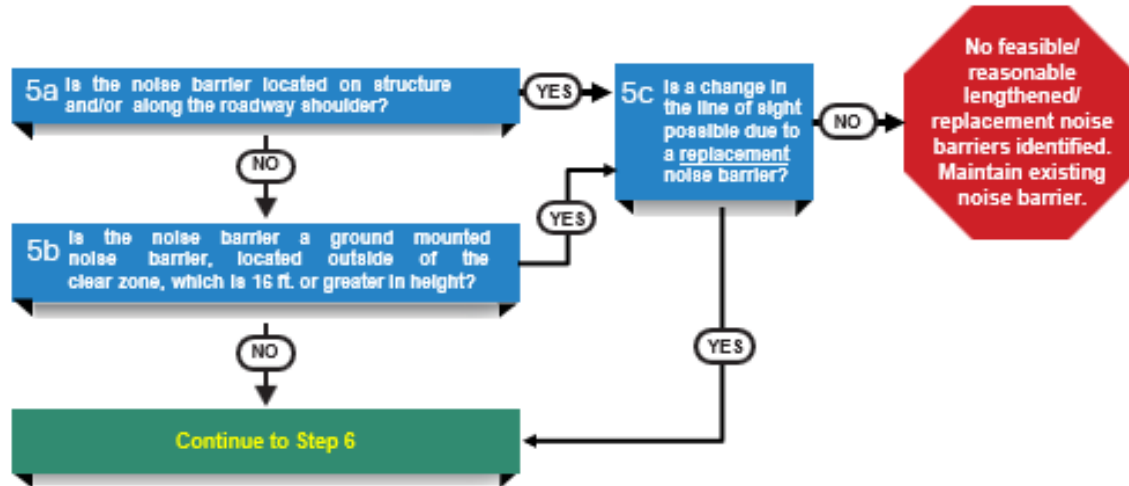 5a Is the noise barrier located on structure
and/or along the roadway shoulder?
YES
5c Is a change in
the line of sight
possible due to
a replacement
noise barrier?
NO
No feasible/
reasonable
lengthened/
replacement noise
barriers identified.
Maintain existing
noise barrier.
NO
YES
5b Is the noise barrier a ground mounted
noise barrier, located outside of the
clear zone, which is 16 ft. or greater in height?
NO
YES
Continue to Step 6